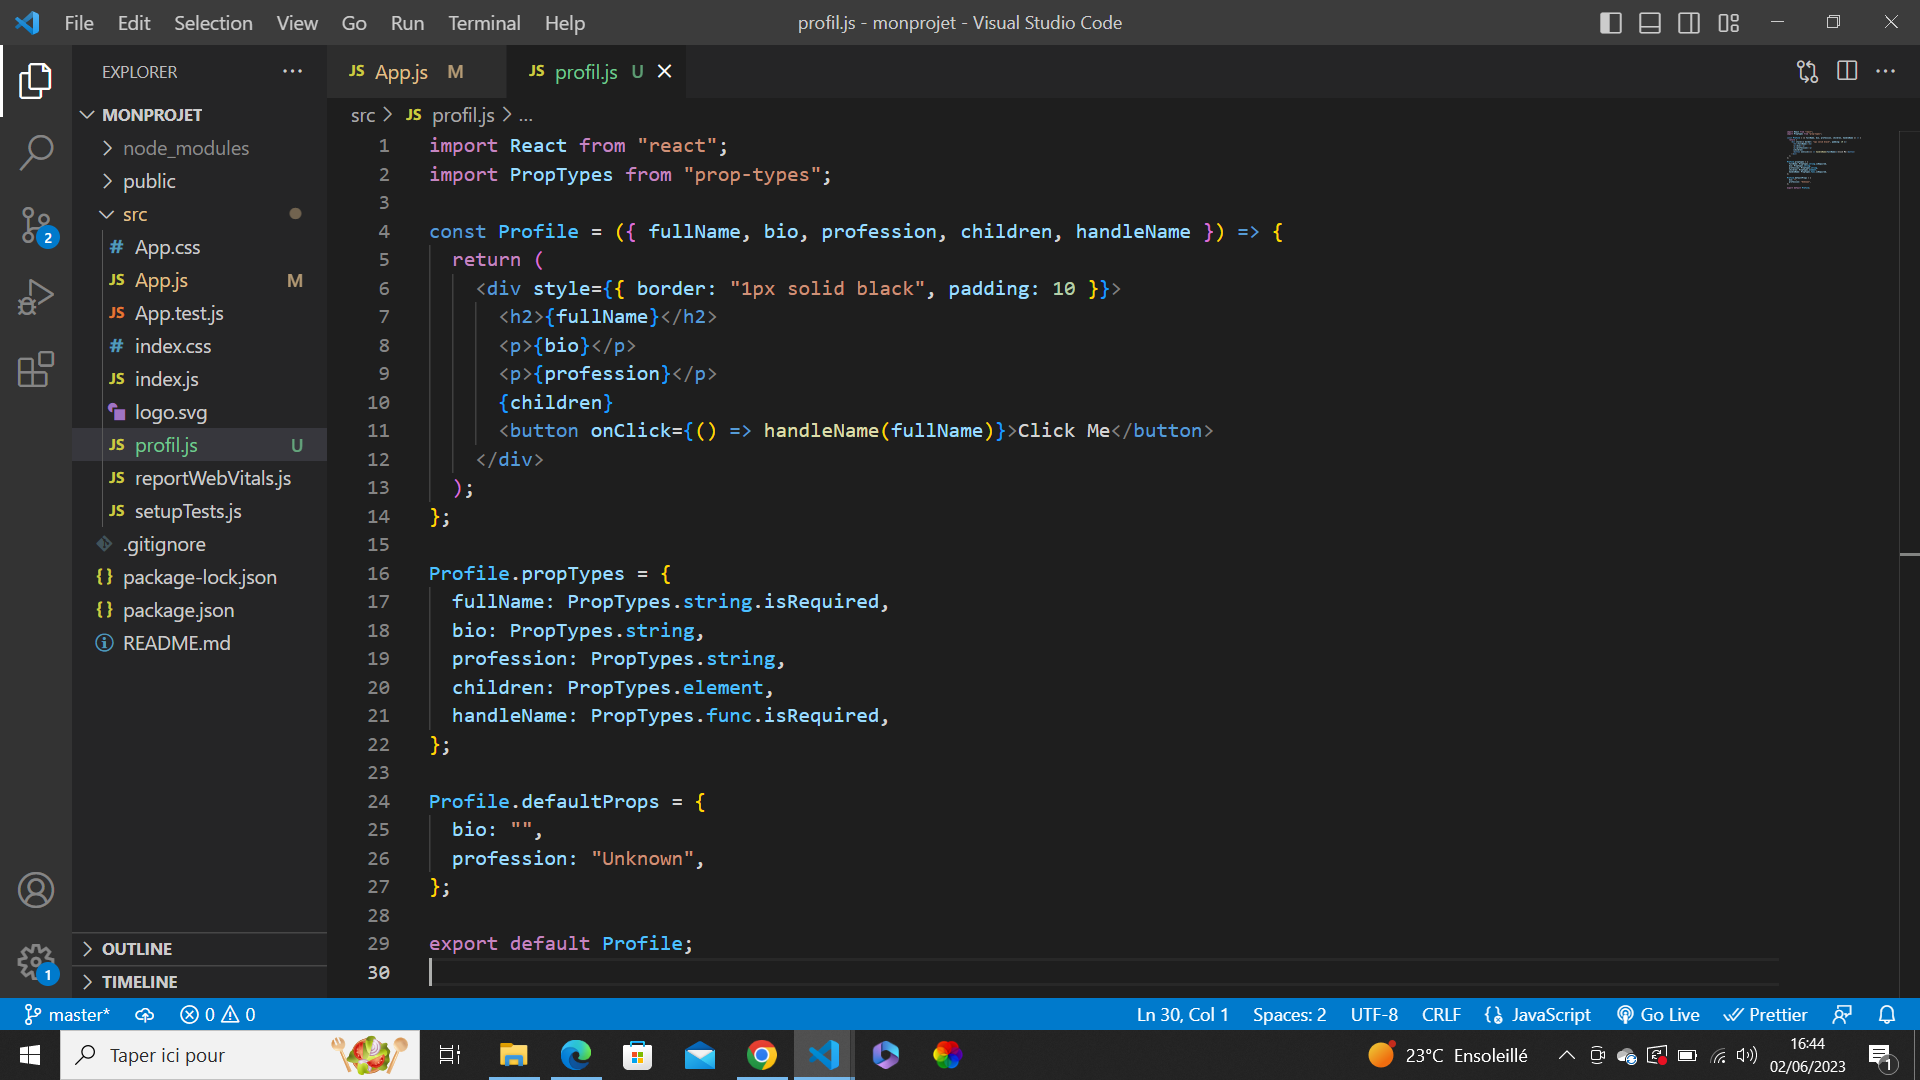 File Edit Selection View Go Run Terminal Help
profil.js - monprojet - Visual Studio Code
EXPLORER
MONPROJET
node_modules
public
src
# App.css
JS App.js M
JS App.test.js
# index.css
JS index.js
logo.svg
JS profil.js U
JS reportWebVitals.js
JS setupTests.js
.gitignore
{} package-lock.json
{} package.json
README.md
OUTLINE
TIMELINE
2
1
JS App.js M
JS profil.js U
src > JS profil.js > ...
1 import React from "react";
2 import PropTypes from "prop-types";
3
4 const Profile = ({ fullName, bio, profession, children, handleName }) => {
5 return (
6 <div style={{ border: "1px solid black", padding: 10 }}>
7 <h2>{fullName}</h2>
8 <p>{bio}</p>
9 <p>{profession}</p>
10 {children}
11 <button onClick={() => handleName(fullName)}>Click Me</button>
12 </div>
13 );
14 };
15
16 Profile.propTypes = {
17 fullName: PropTypes.string.isRequired,
18 bio: PropTypes.string,
19 profession: PropTypes.string,
20 children: PropTypes.element,
21 handleName: PropTypes.func.isRequired,
22 };
23
24 Profile.defaultProps = {
25 bio: "",
26 profession: "Unknown",
27 };
28
29 export default Profile;
30
master* 0 0
Ln 30, Col 1 Spaces: 2 UTF-8 CRLF {} JavaScript Go Live Prettier
Taper ici pour
23°C Ensoleillé
16:44
02/06/2023
1